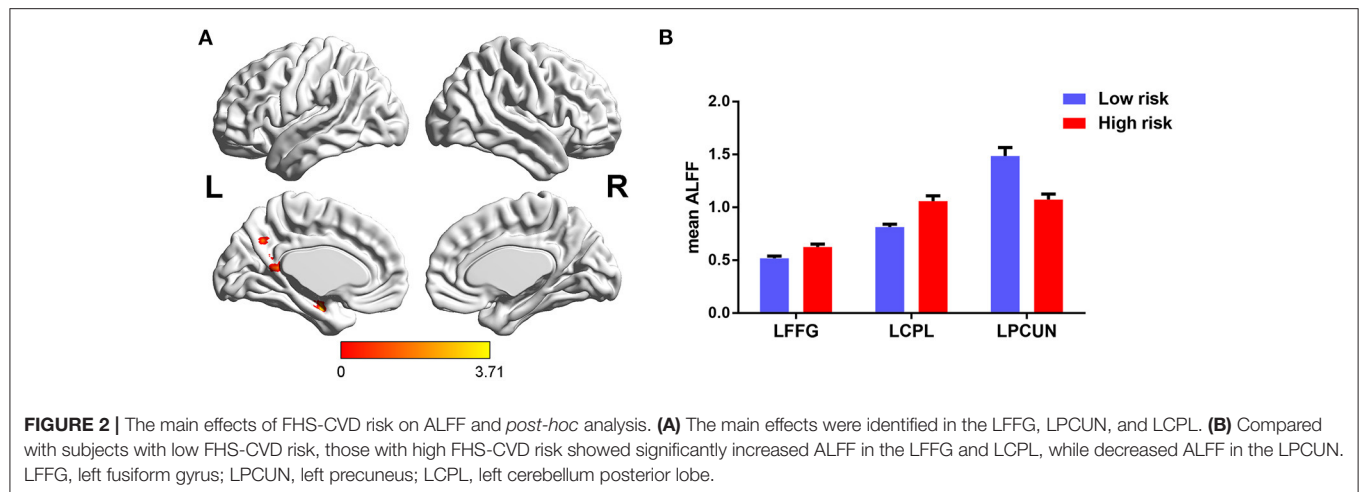 A
B
L
R
0
3.71
mean ALFF
2.0
1.5
1.0
0.5
0.0
LFFG
LCPL
LPCUN
Low risk
High risk
FIGURE 2 | The main effects of FHS-CVD risk on ALFF and post-hoc analysis. (A) The main effects were identified in the LFFG, LPCUN, and LCPL. (B) Compared
with subjects with low FHS-CVD risk, those with high FHS-CVD risk showed significantly increased ALFF in the LFFG and LCPL, while decreased ALFF in the LPCUN.
LFFG, left fusiform gyrus; LPCUN, left precuneus; LCPL, left cerebellum posterior lobe.